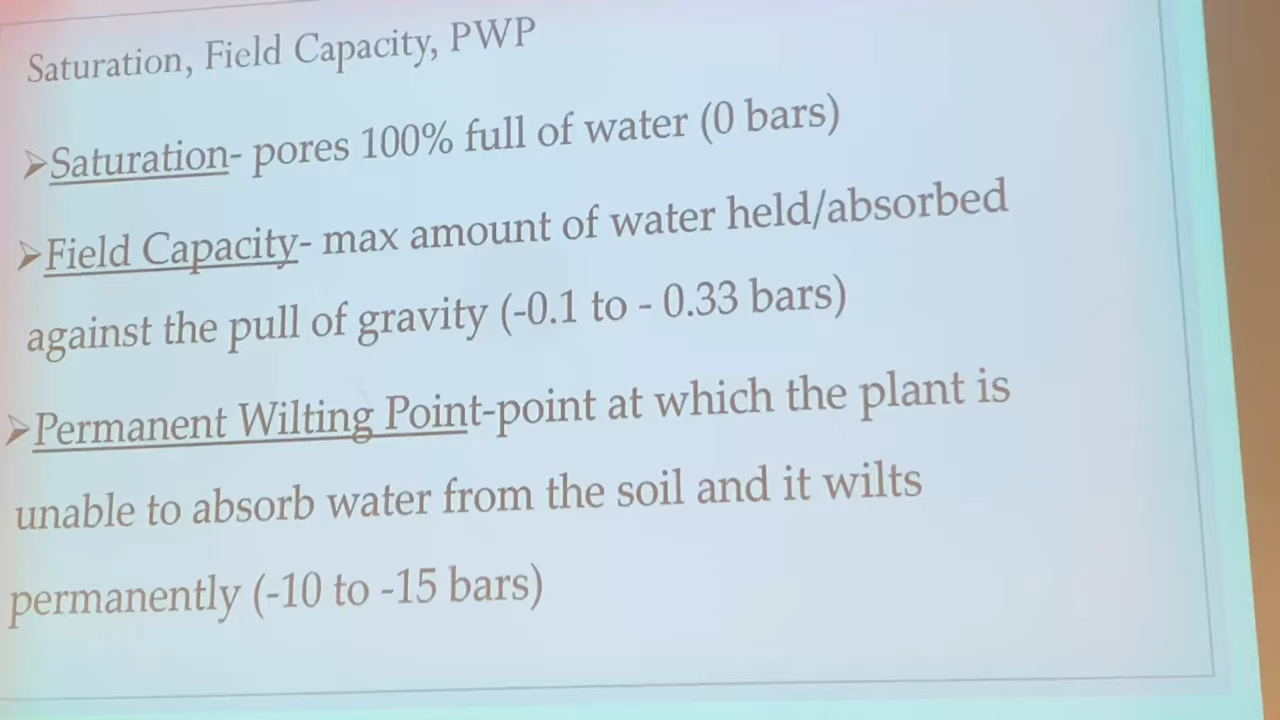 Saturation, Field Capacity, PWP
➢Saturation- pores 100% full of water (0 bars)
➢Field Capacity- max amount of water held/absorbed
against the pull of gravity (-0.1 to - 0.33 bars)
➢Permanent Wilting Point-point at which the plant is
unable to absorb water from the soil and it wilts
permanently (-10 to -15 bars)